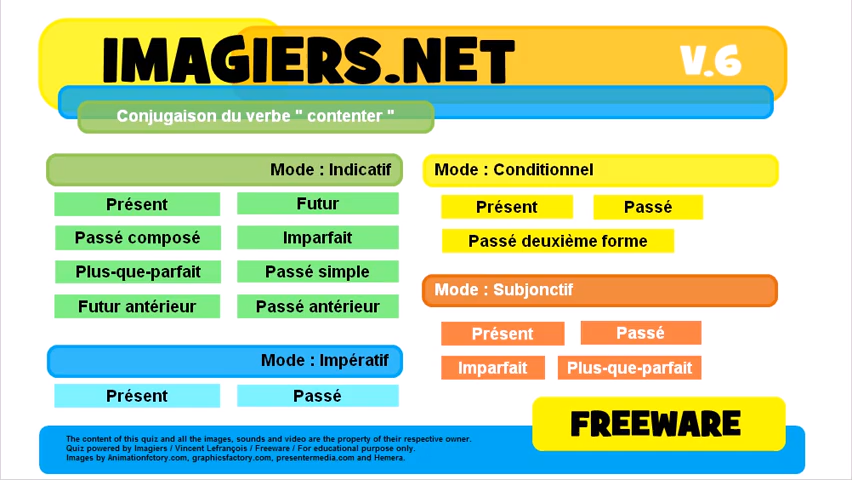 IMAGIERS.NET
V.6
Conjugaison du verbe " contenter "
Mode : Indicatif
Présent
Futur
Passé composé
Imparfait
Plus-que-parfait
Passé simple
Futur antérieur
Passé antérieur
Mode : Impératif
Présent
Passé
Mode : Conditionnel
Présent
Passé
Passé deuxième forme
Mode : Subjonctif
Présent
Passé
Imparfait
Plus-que-parfait
FREEWARE
The content of this quiz and all the images, sounds and video are the property of their respective owner.
Quiz powered by Imagiers / Vincent Lefrançois / Freeware / For educational purpose only.
Images by Animationfctory.com, graphicsfactory.com, presentermedia.com and Hemera.